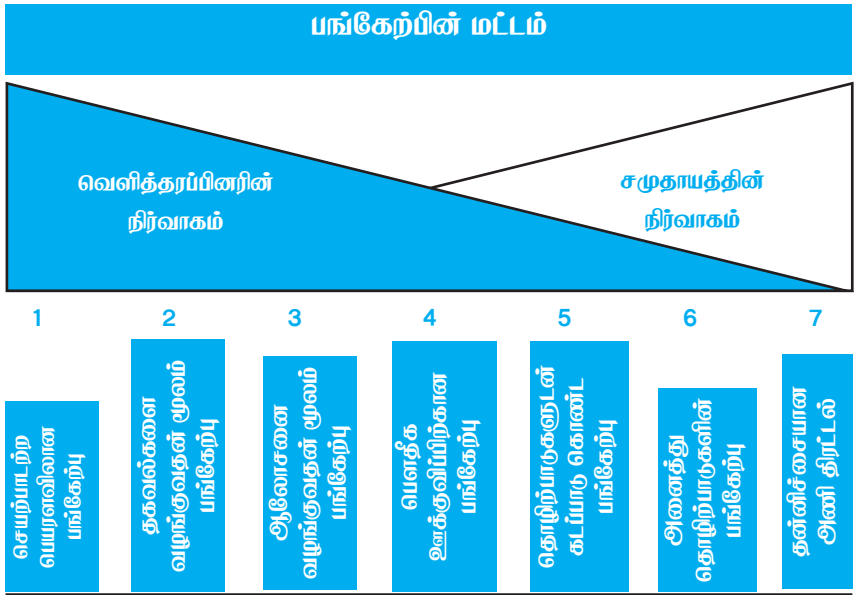 பங்கேற்பின் மட்டம்
வெளித்தரப்பினரின்
நிர்வாகம்
சமுதாயத்தின்
நிர்வாகம்
1 2 3 4 5 6 7
செயற்பாடற்ற
பெயரளவிலான
பங்கேற்பு
தகவல்களை
வழங்குவதன் மூலம்
பங்கேற்பு
ஆலோசனை
வழங்குவதன் மூலம்
பங்கேற்பு
பௌதீக
ஊக்குவிப்பிற்கான
பங்கேற்பு
தொழிற்பாடுகளுடன்
கடப்பாடு கொண்ட
பங்கேற்பு
அனைத்து
தொழிற்பாடுகளின்
பங்கேற்பு
தன்னிச்சையான
அணி திரட்டல்